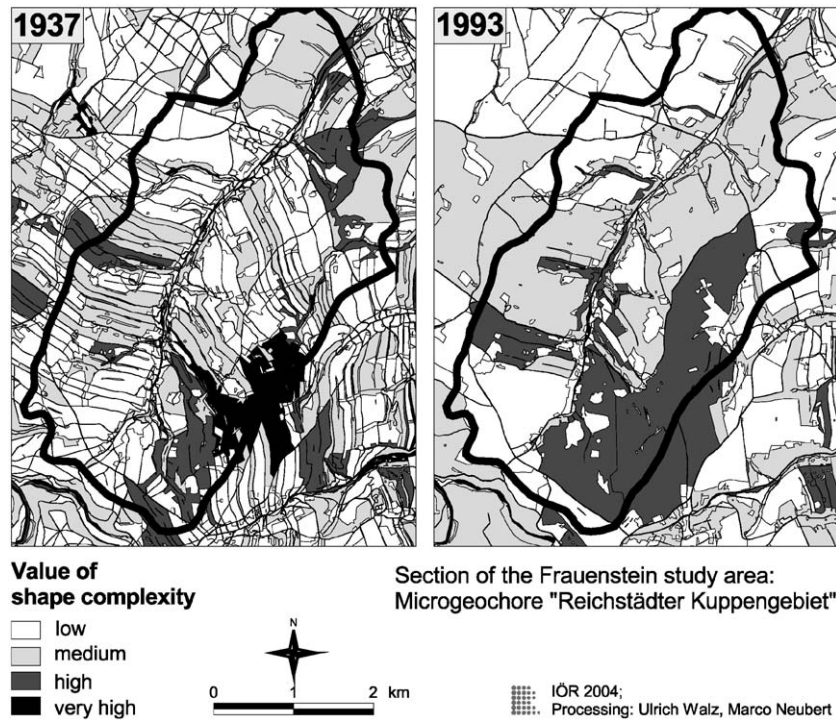 1937
1993
Value of
shape complexity
low
medium
high
very high
N
0 1 2 km
Section of the Frauenstein study area:
Microgeochore "Reichstädter Kuppengebiet"
IÖR 2004;
Processing: Ulrich Walz, Marco Neubert